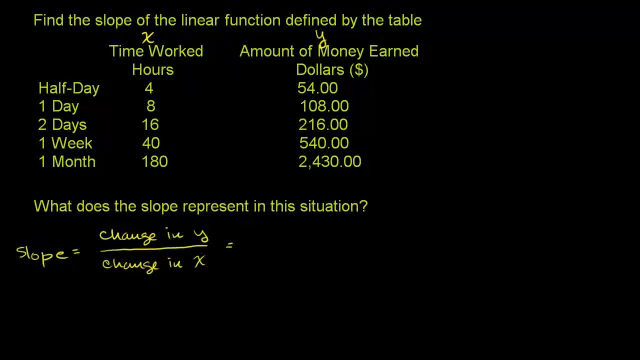 Find the slope of the linear function defined by the table
x y
Time Worked Amount of Money Earned
Hours Dollars ($)
Half-Day 4 54.00
1 Day 8 108.00
2 Days 16 216.00
1 Week 40 540.00
1 Month 180 2,430.00
What does the slope represent in this situation?
slope = change in y / change in x =